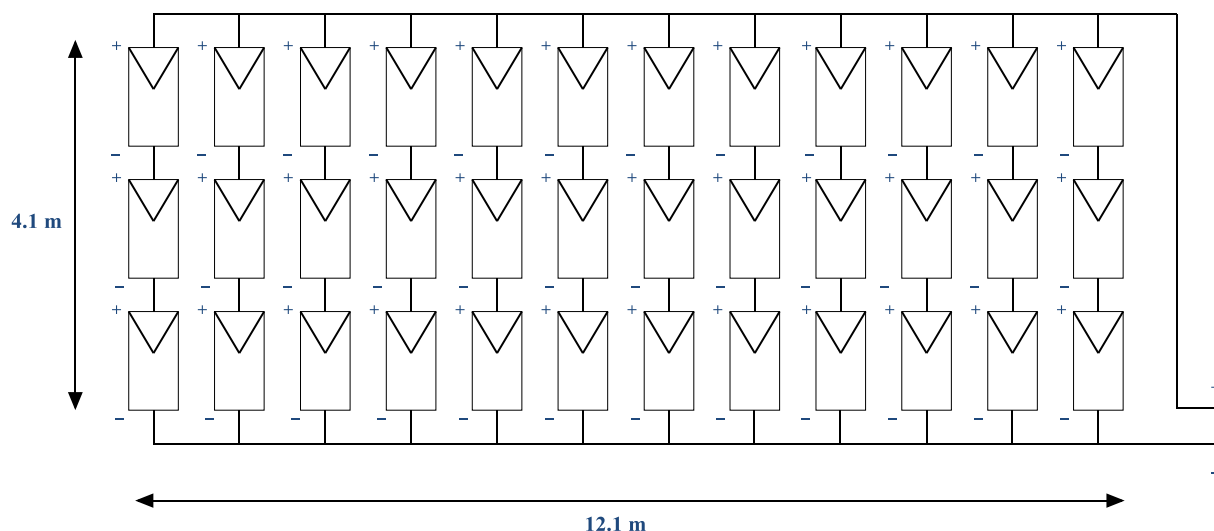 + + + + + + + + + + + +
− − − − − − − − − − − −
+ + + + + + + + + + + +
4.1 m
− − − − − − − − − − − −
+ + + + + + + + + + + +
− − − − − − − − − − − −
12.1 m